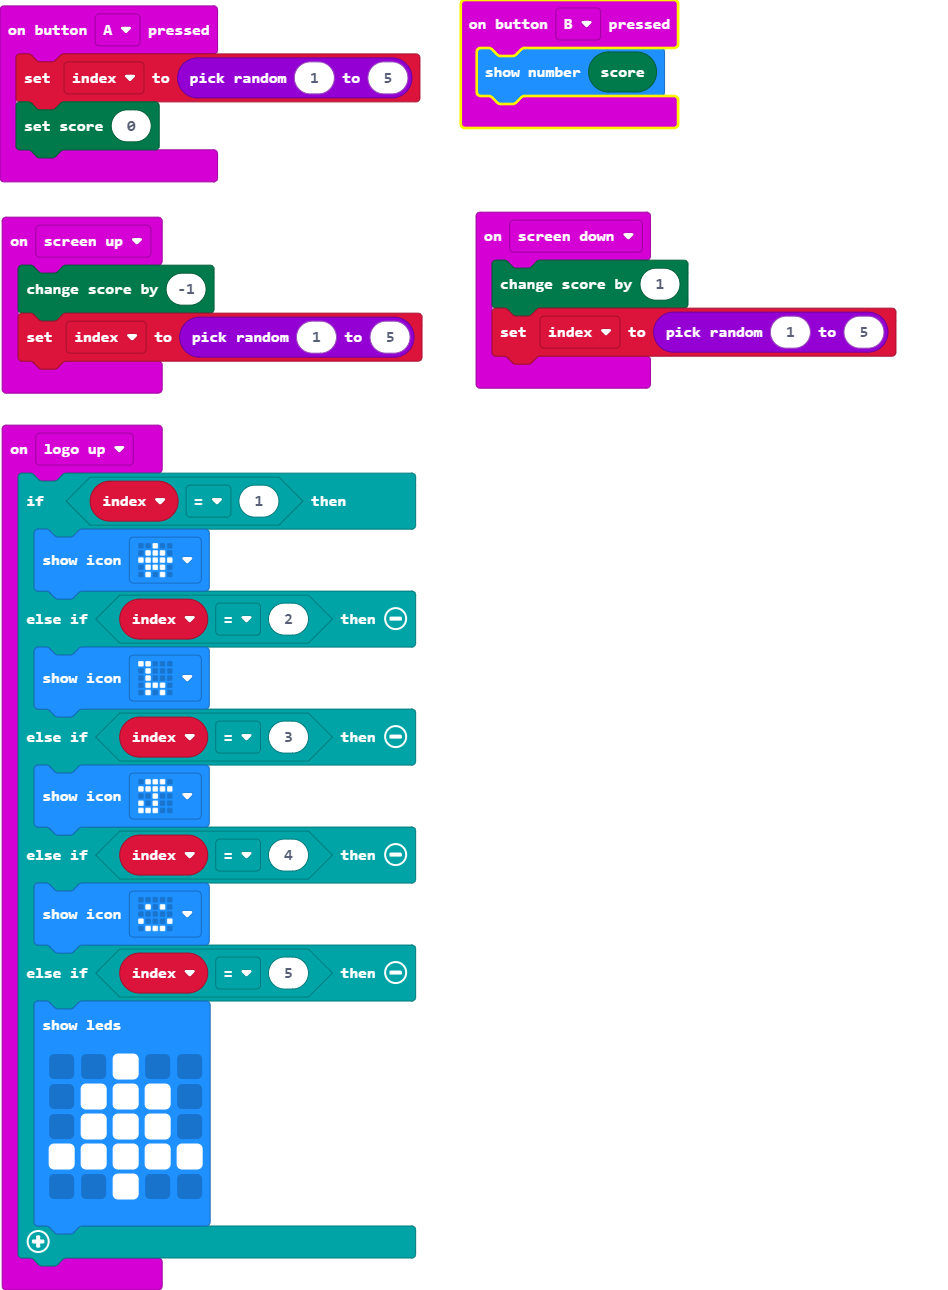 on button A pressed
set index to pick random 1 to 5
set score 0
on button B pressed
show number score
on screen up
change score by -1
set index to pick random 1 to 5
on screen down
change score by 1
set index to pick random 1 to 5
on logo up
if index = 1 then
show icon
else if index = 2 then
show icon
else if index = 3 then
show icon
else if index = 4 then
show icon
else if index = 5 then
show leds